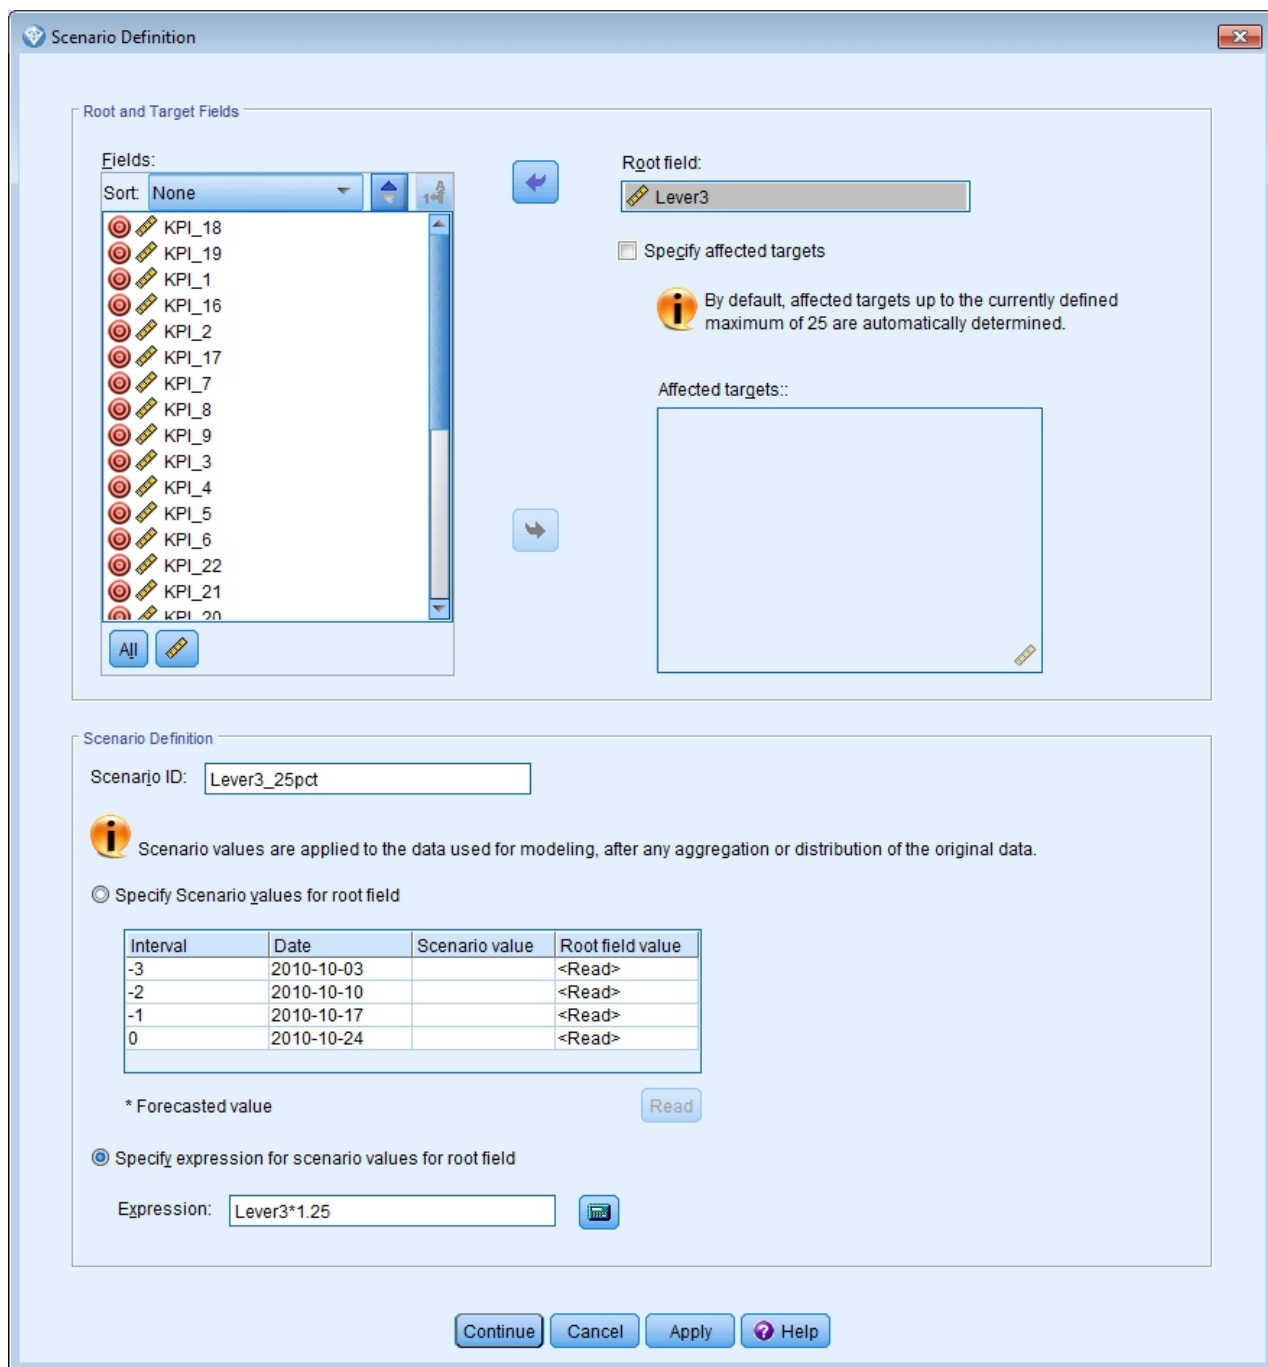 Scenario Definition
Root and Target Fields
Fields:
Sort: None
KPI_18
KPI_19
KPI_1
KPI_16
KPI_2
KPI_17
KPI_7
KPI_8
KPI_9
KPI_3
KPI_4
KPI_5
KPI_6
KPI_22
KPI_21
KPI_20
All
Root field:
Lever3
Specify affected targets
By default, affected targets up to the currently defined
maximum of 25 are automatically determined.
Affected targets::
Scenario Definition
Scenario ID: Lever3_25pct
Scenario values are applied to the data used for modeling, after any aggregation or distribution of the original data.
Specify Scenario values for root field
Interval Date Scenario value Root field value
-3 2010-10-03 <Read>
-2 2010-10-10 <Read>
-1 2010-10-17 <Read>
0 2010-10-24 <Read>
* Forecasted value Read
Specify expression for scenario values for root field
Expression: Lever3*1.25
Continue Cancel Apply Help